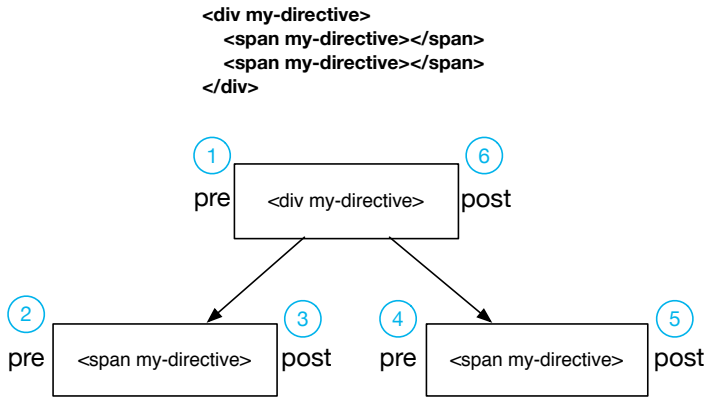 <div my-directive>
<span my-directive></span>
<span my-directive></span>
</div>
1
6
pre
<div my-directive>
post
2
3
4
5
pre
<span my-directive>
post
pre
<span my-directive>
post